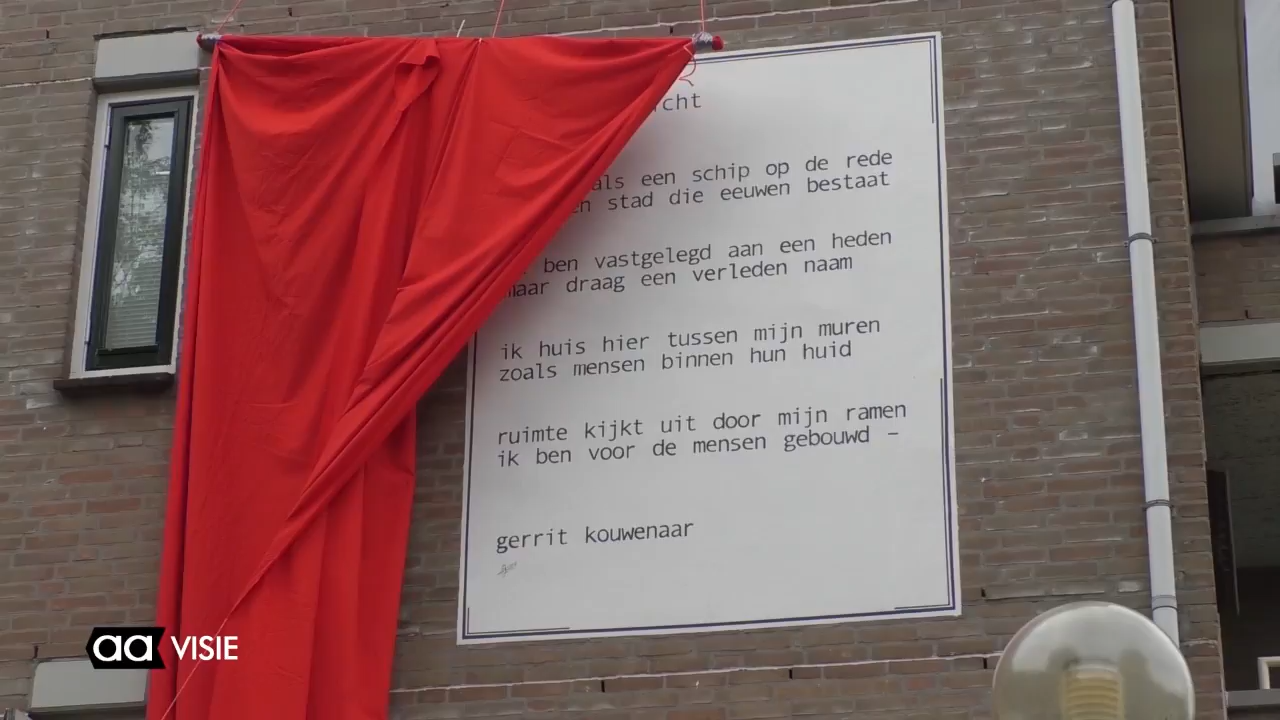 als een schip op de rede
stad die eeuwen bestaat
ben vastgelegd aan een heden
maar draag een verleden naam
ik huis hier tussen mijn muren
zoals mensen binnen hun huid
ruimte kijkt uit door mijn ramen
ik ben voor de mensen gebouwd –
gerrit kouwenaar
aa VISIE